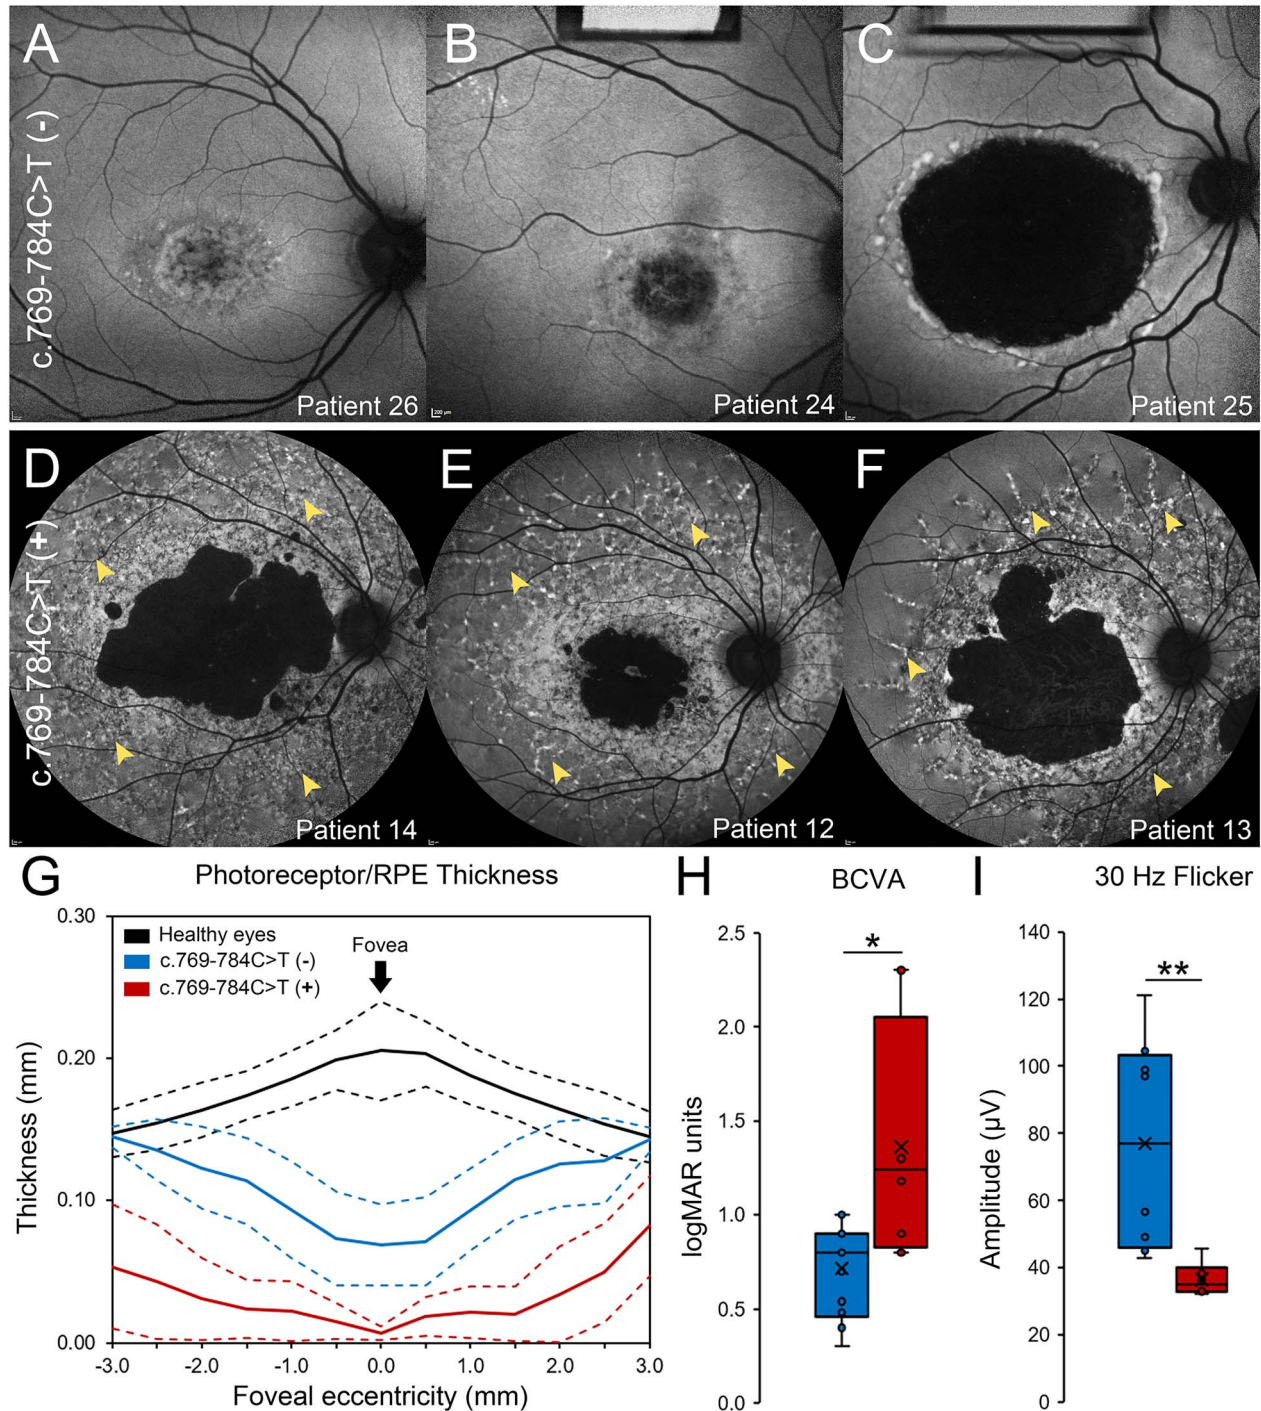 A
B
C
c.769-784C>T (-)
Patient 26
Patient 24
200 µm
Patient 25
D
E
F
c.769-784C>T (+)
Patient 14
Patient 12
Patient 13
G
Photoreceptor/RPE Thickness
0.30
0.20
0.10
0.00
Thickness (mm)
Healthy eyes
c.769-784C>T (-)
c.769-784C>T (+)
Fovea
-3.0 -2.0 -1.0 0.0 1.0 2.0 3.0
Foveal eccentricity (mm)
H
BCVA
2.5
2.0
1.5
1.0
0.5
0.0
logMAR units
*
I
30 Hz Flicker
140
120
100
80
60
40
20
0
Amplitude (µV)
**